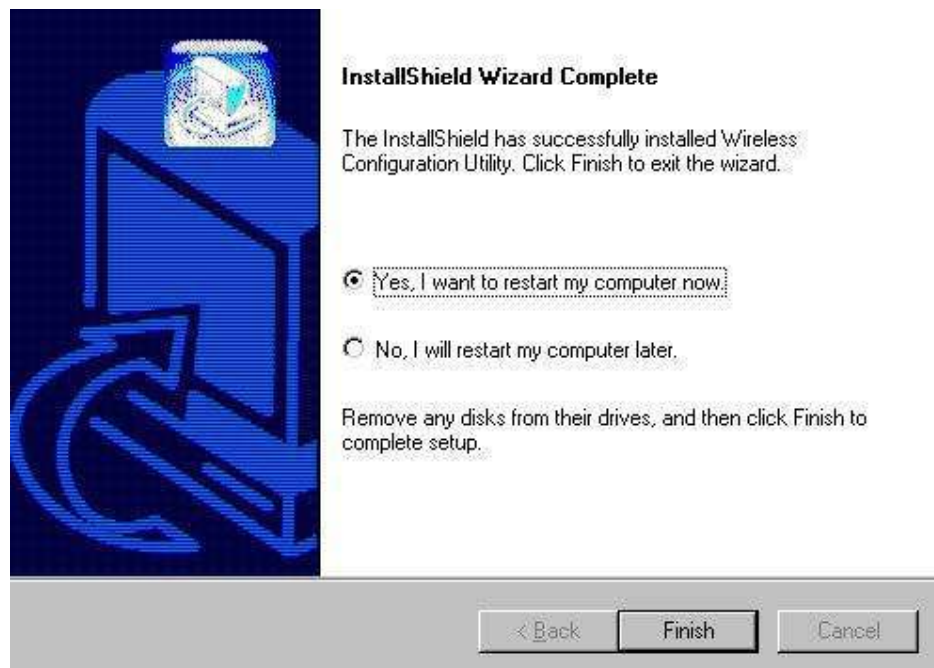 InstallShield Wizard Complete
The InstallShield has successfully installed Wireless
Configuration Utility. Click Finish to exit the wizard.
Yes, I want to restart my computer now.
No, I will restart my computer later.
Remove any disks from their drives, and then click Finish to
complete setup.
< Back Finish Cancel